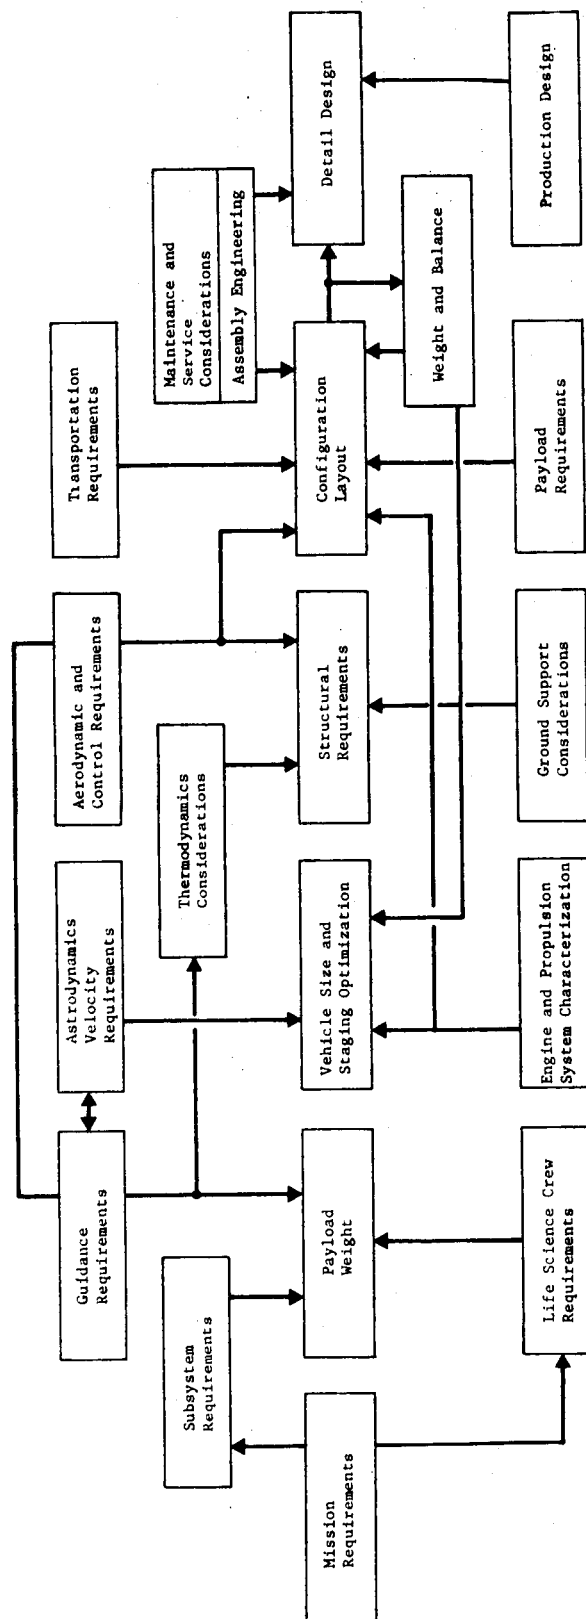 Guidance
Requirements
Astrodynamics
Velocity
Requirements
Aerodynamic and
Control Requirements
Transportation
Requirements
Subsystem
Requirements
Thermodynamics
Considerations
Maintenance and
Service
Considerations
Assembly Engineering
Mission
Requirements
Payload
Weight
Vehicle Size and
Staging Optimization
Structural
Requirements
Configuration
Layout
Detail Design
Weight and Balance
Life Science Crew
Requirements
Engine and Propulsion
System Characterization
Ground Support
Considerations
Payload
Requirements
Production Design